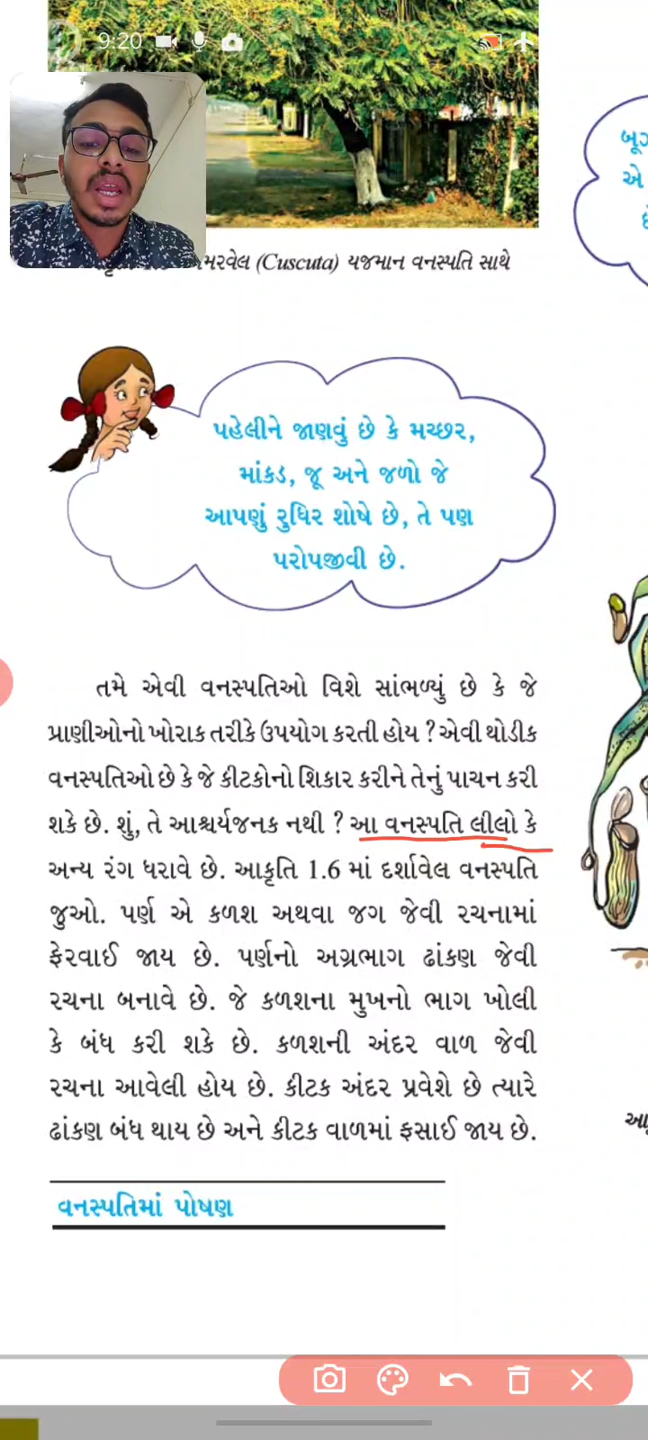 9:20
મરવેલ (Cuscuta) યજમાન વનસ્પતિ સાથે
બૂગ
એ
પહેલીને જાણવું છે કે મચ્છર,
માંકડ, જૂ અને જળો જે
આપણું રુધિર શોષે છે, તે પણ
પરોપજીવી છે.
તમે એવી વનસ્પતિઓ વિશે સાંભળ્યું છે કે જે
પ્રાણીઓનો ખોરાક તરીકે ઉપયોગ કરતી હોય ? એવી થોડીક
વનસ્પતિઓ છે કે જે કીટકોનો શિકાર કરીને તેનું પાચન કરી
શકે છે. શું, તે આશ્ચર્યજનક નથી ? આ વનસ્પતિ લીલો કે
અન્ય રંગ ધરાવે છે. આકૃતિ 1.6 માં દર્શાવેલ વનસ્પતિ
જુઓ. પર્ણ એ કળશ અથવા જગ જેવી રચનામાં
ફેરવાઈ જાય છે. પર્ણનો અગ્રભાગ ઢાંકણ જેવી
રચના બનાવે છે. જે કળશના મુખનો ભાગ ખોલી
કે બંધ કરી શકે છે. કળશની અંદર વાળ જેવી
રચના આવેલી હોય છે. કીટક અંદર પ્રવેશે છે ત્યારે
ઢાંકણ બંધ થાય છે અને કીટક વાળમાં ફસાઈ જાય છે.
વનસ્પતિમાં પોષણ